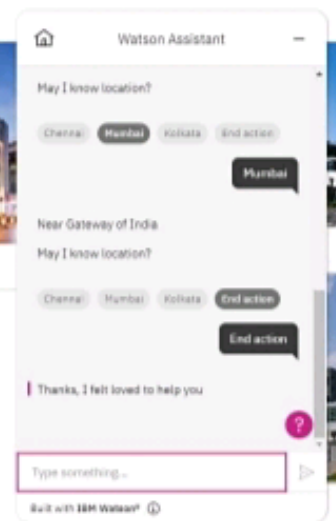 Watson Assistant
May I know location?
Chennai Mumbai Kolkata End action
Mumbai
Near Gateway of India
May I know location?
Chennai Mumbai Kolkata End action
End action
Thanks, I felt loved to help you
?
Type something...
Built with IBM Watson®